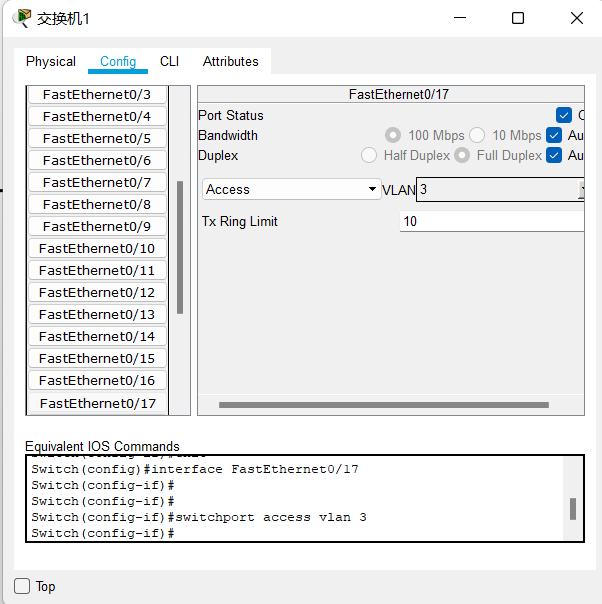 交换机1
Physical Config CLI Attributes
FastEthernet0/3
FastEthernet0/4
FastEthernet0/5
FastEthernet0/6
FastEthernet0/7
FastEthernet0/8
FastEthernet0/9
FastEthernet0/10
FastEthernet0/11
FastEthernet0/12
FastEthernet0/13
FastEthernet0/14
FastEthernet0/15
FastEthernet0/16
FastEthernet0/17
FastEthernet0/17
Port Status
Bandwidth 100 Mbps 10 Mbps Au
Duplex Half Duplex Full Duplex Au
Access VLAN 3
Tx Ring Limit 10
Equivalent IOS Commands
Switch(config)#interface FastEthernet0/17
Switch(config-if)#
Switch(config-if)#
Switch(config-if)#switchport access vlan 3
Switch(config-if)#
Top